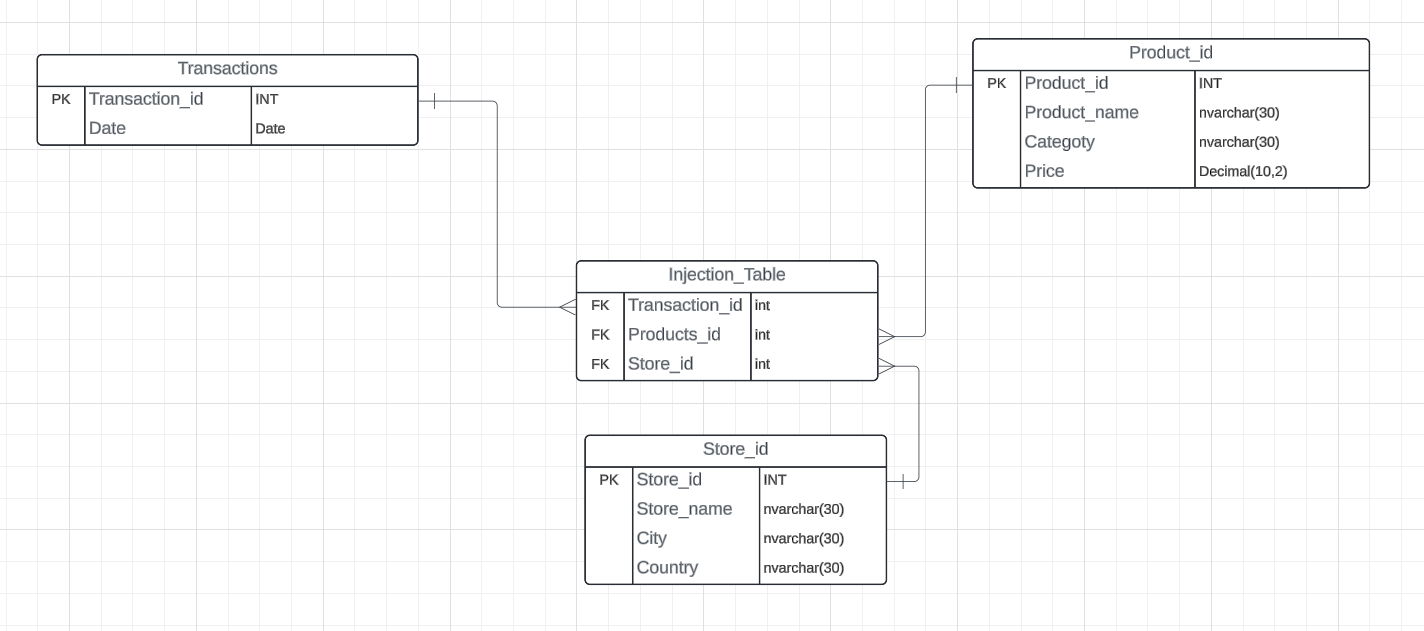 Transactions
PK Transaction_id INT
Date Date
Product_id
PK Product_id INT
Product_name nvarchar(30)
Categoty nvarchar(30)
Price Decimal(10,2)
Injection_Table
FK Transaction_id int
FK Products_id int
FK Store_id int
Store_id
PK Store_id INT
Store_name nvarchar(30)
City nvarchar(30)
Country nvarchar(30)